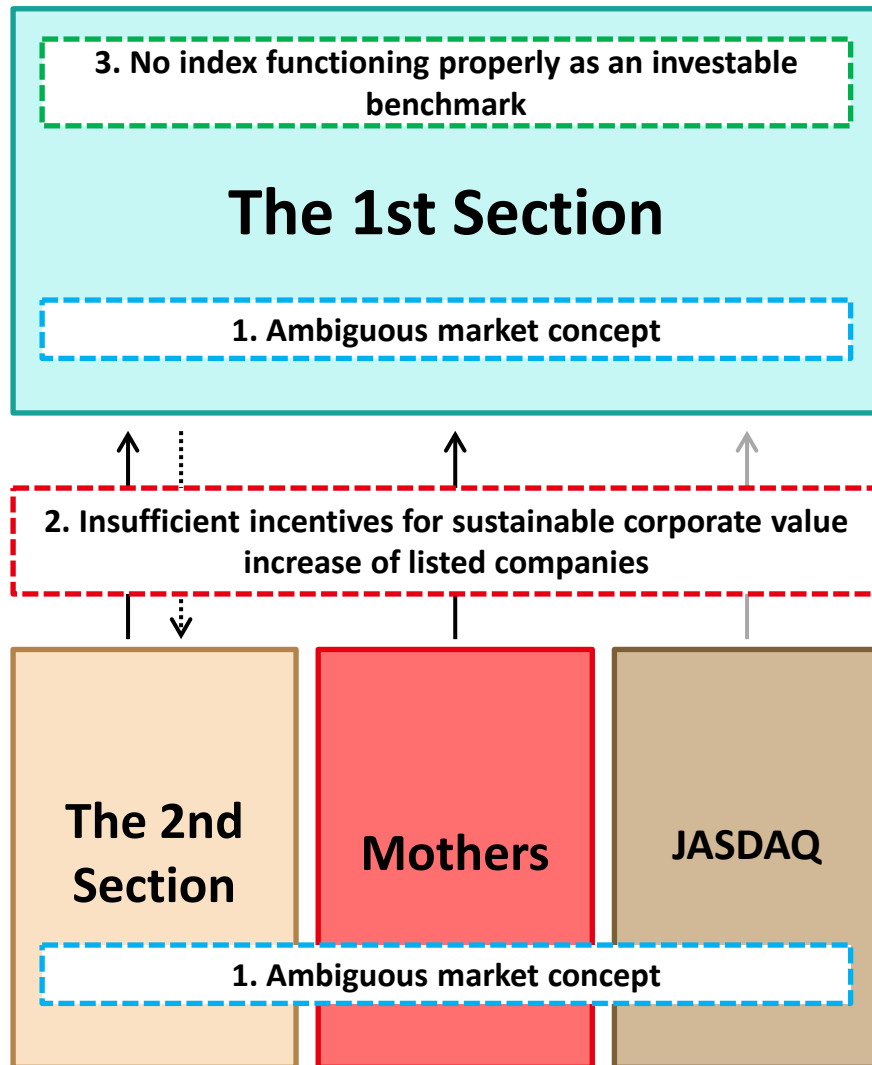 3. No index functioning properly as an investable
benchmark
The 1st Section
1. Ambiguous market concept
2. Insufficient incentives for sustainable corporate value
increase of listed companies
The 2nd
Section
Mothers
JASDAQ
1. Ambiguous market concept